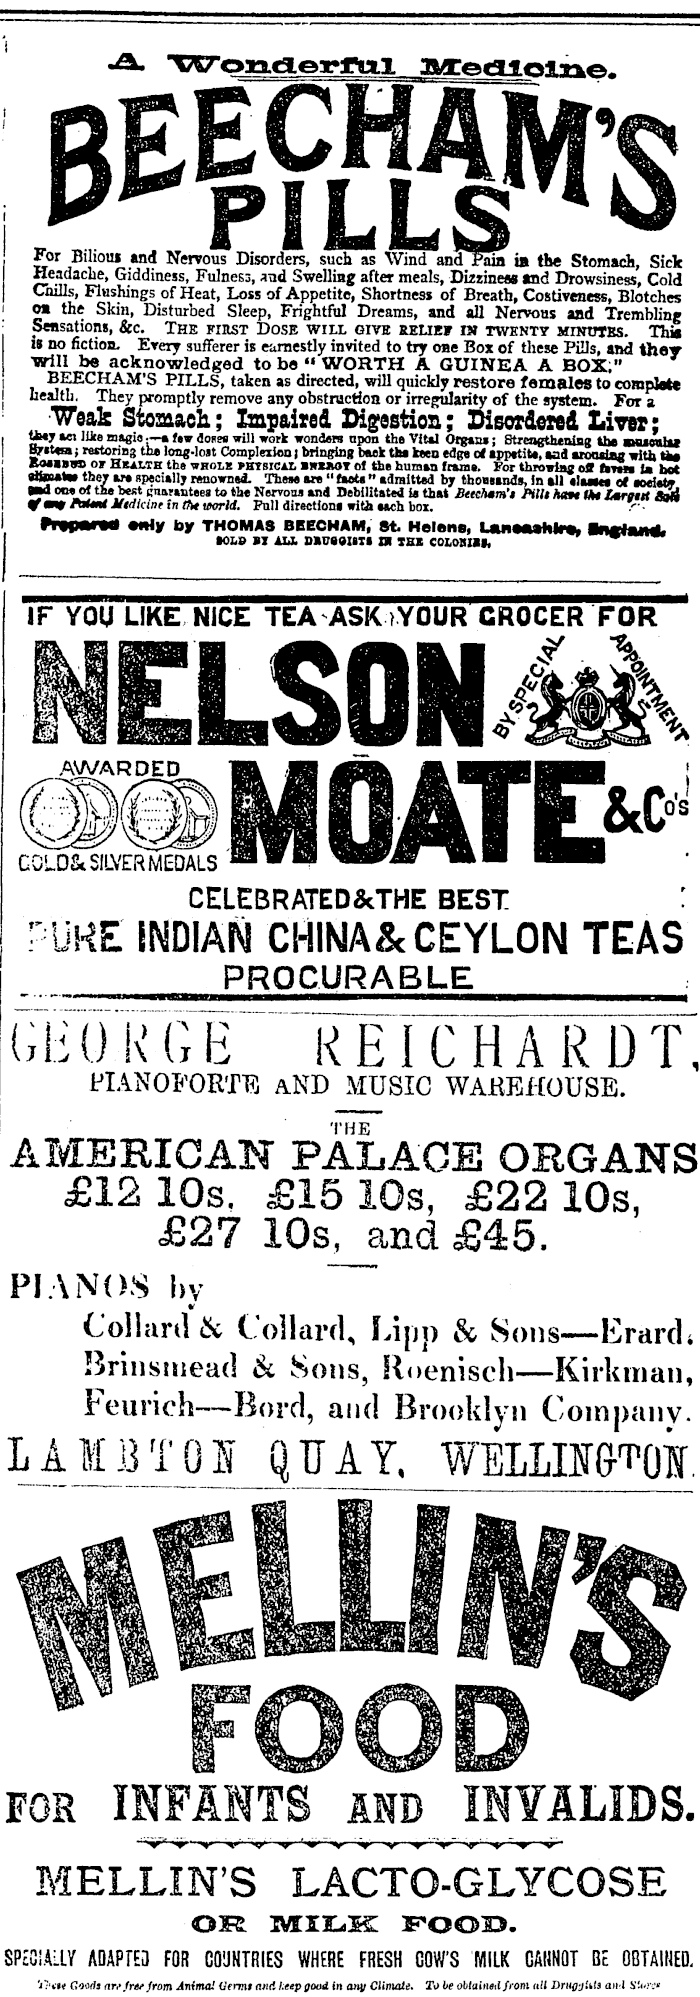 A Wonderful Medicine.
BEECHAM'S
PILLS
For Bilious and Nervous Disorders, such as Wind and Pain in the Stomach, Sick
Headache, Giddiness, Fulness, and Swelling after meals, Dizziness and Drowsiness, Cold
Chills, Flushings of Heat, Loss of Appetite, Shortness of Breath, Costiveness, Blotches
on the Skin, Disturbed Sleep, Frightful Dreams, and all Nervous and Trembling
Sensations, &c. THE FIRST DOSE WILL GIVE RELIEF IN TWENTY MINUTES. This
is no fiction. Every sufferer is earnestly invited to try one Box of these Pills, and they
will be acknowledged to be "WORTH A GUINEA A BOX."
BEECHAM'S PILLS, taken as directed, will quickly restore females to complete
health. They promptly remove any obstruction or irregularity of the system. For a
Weak Stomach; Impaired Digestion; Disordered Liver;
they act like magic:—a few doses will work wonders upon the Vital Organs; Strengthening the muscular
System; restoring the long-lost Complexion; bringing back the keen edge of appetite, and arousing with the
ROSEBUD OF HEALTH the WHOLE PHYSICAL ENERGY of the human frame. For throwing off fevers in hot
climates they are specially renowned. These are "facts" admitted by thousands, in all classes of society,
and one of the best guarantees to the Nervous and Debilitated is that Beecham's Pills have the Largest Sale
of any Patent Medicine in the world. Full directions with each box.
Prepared only by THOMAS BEECHAM, St. Helens, Lancashire, England.
SOLD BY ALL DRUGGISTS IN THE COLONIES.
IF YOU LIKE NICE TEA ASK YOUR GROCER FOR
NELSON
BY SPECIAL APPOINTMENT
AWARDED
MOATE & Co's
GOLD & SILVER MEDALS
CELEBRATED & THE BEST
PURE INDIAN CHINA & CEYLON TEAS
PROCURABLE
GEORGE REICHARDT,
PIANOFORTE AND MUSIC WAREHOUSE.
THE
AMERICAN PALACE ORGANS
£12 10s, £15 10s, £22 10s,
£27 10s, and £45.
PIANOS by
Collard & Collard, Lipp & Sons—Erard.
Brinsmead & Sons, Roenisch—Kirkman,
Feurich—Bord, and Brooklyn Company.
LAMBTON QUAY, WELLINGTON.
MELLIN'S
FOOD
FOR INFANTS AND INVALIDS.
MELLIN'S LACTO-GLYCOSE
OR MILK FOOD.
SPECIALLY ADAPTED FOR COUNTRIES WHERE FRESH COW'S MILK CANNOT BE OBTAINED.
These Goods are free from Animal Germs and keep good in any Climate. To be obtained from all Druggists and Stores